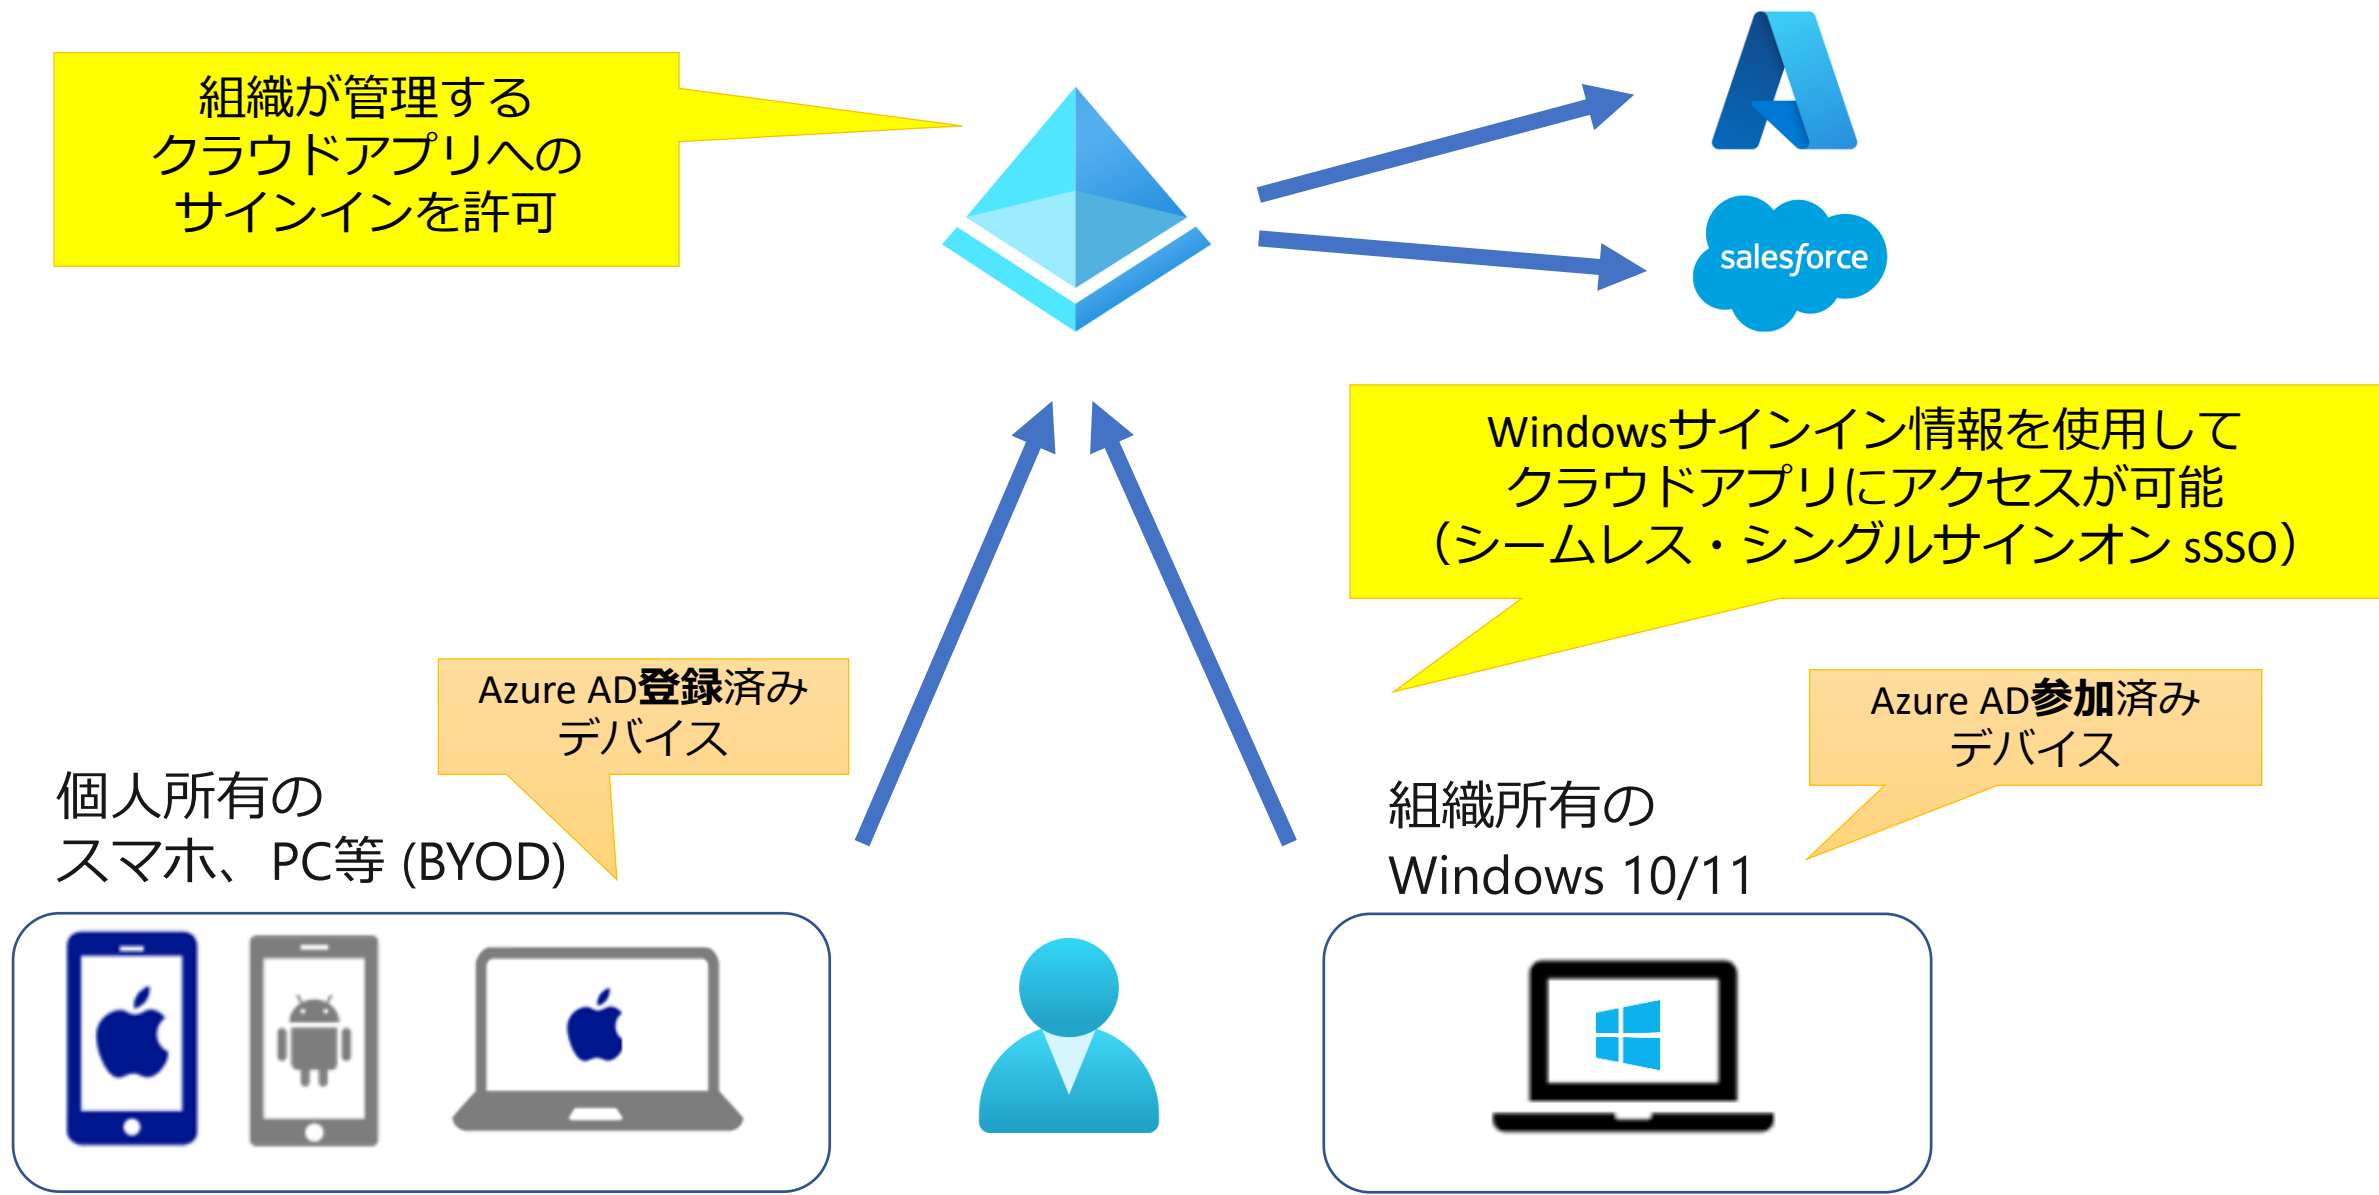 組織が管理する
クラウドアプリへの
サインインを許可
salesforce
Windowsサインイン情報を使用して
クラウドアプリにアクセスが可能
（シームレス・シングルサインオン sSSO）
Azure AD登録済み
デバイス
Azure AD参加済み
デバイス
個人所有の
スマホ、PC等 (BYOD)
組織所有の
Windows 10/11